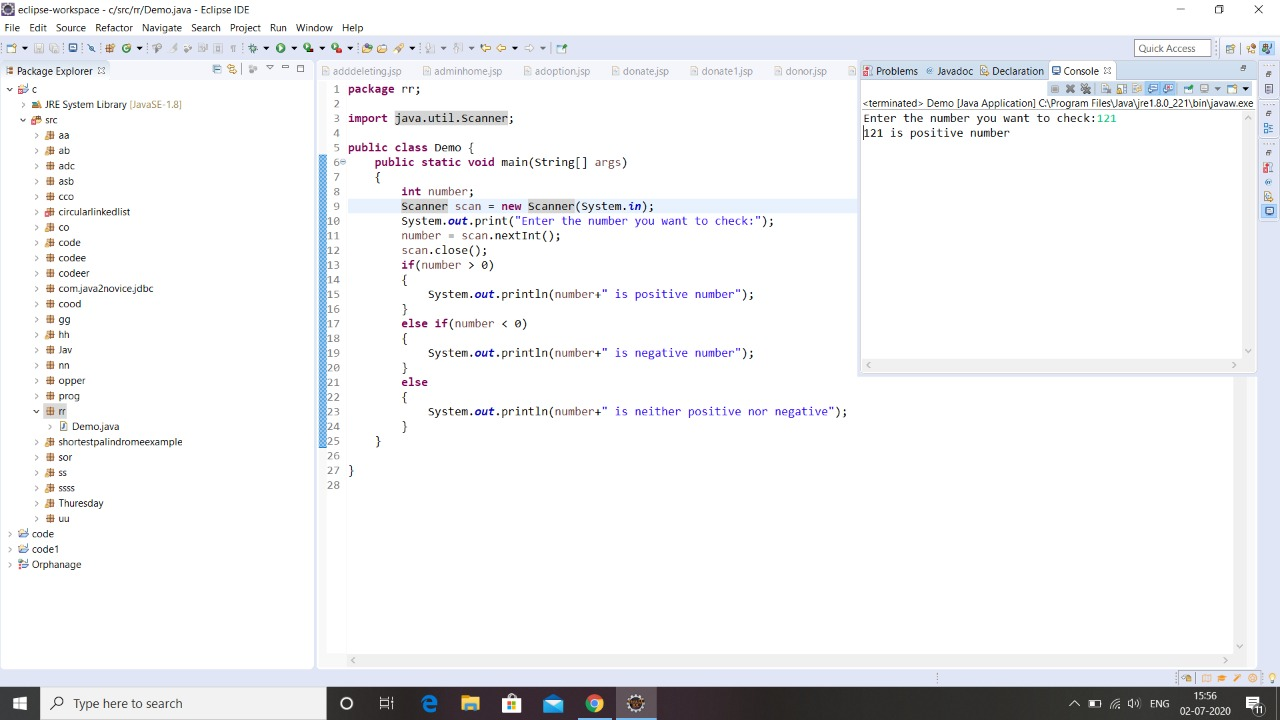 eclipse-workspace - c/src/rr/Demo.java - Eclipse IDE
File Edit Source Refactor Navigate Search Project Run Window Help
Quick Access
Package Explorer
c
JRE System Library [JavaSE-1.8]
src
aa
ab
adc
asb
cco
circularlinkedlist
co
code
codee
codeer
com.java2novice.jdbc
cood
gg
hh
Jav
nn
opper
prog
rr
Demo.java
shortestpalindromeexample
sor
ss
ssss
Thuresday
uu
code
code1
Orphanage
adddeleting.jsp adminhome.jsp adoption.jsp donate.jsp donate1.jsp donor.jsp
1 package rr;
2
3 import java.util.Scanner;
4
5 public class Demo {
6 public static void main(String[] args)
7 {
8 int number;
9 Scanner scan = new Scanner(System.in);
10 System.out.print("Enter the number you want to check:");
11 number = scan.nextInt();
12 scan.close();
13 if(number > 0)
14 {
15 System.out.println(number+" is positive number");
16 }
17 else if(number < 0)
18 {
19 System.out.println(number+" is negative number");
20 }
21 else
22 {
23 System.out.println(number+" is neither positive nor negative");
24 }
25 }
26
27 }
28
Problems Javadoc Declaration Console
<terminated> Demo [Java Application] C:\Program Files\Java\jre1.8.0_221\bin\javaw.exe
Enter the number you want to check:121
121 is positive number
Type here to search
ENG
15:56
02-07-2020
11